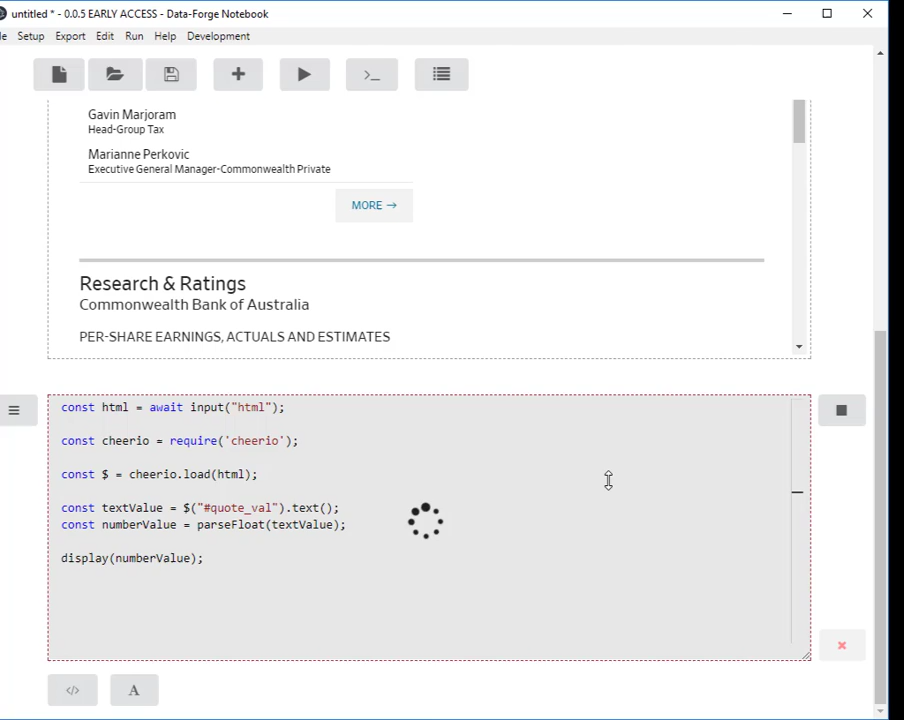 untitled * - 0.0.5 EARLY ACCESS - Data-Forge Notebook
Setup Export Edit Run Help Development
Gavin Marjoram
Head-Group Tax
Marianne Perkovic
Executive General Manager-Commonwealth Private
MORE →
Research & Ratings
Commonwealth Bank of Australia
PER-SHARE EARNINGS, ACTUALS AND ESTIMATES
const html = await input("html");
const cheerio = require('cheerio');
const $ = cheerio.load(html);
const textValue = $("#quote_val").text();
const numberValue = parseFloat(textValue);
display(numberValue);
</> A